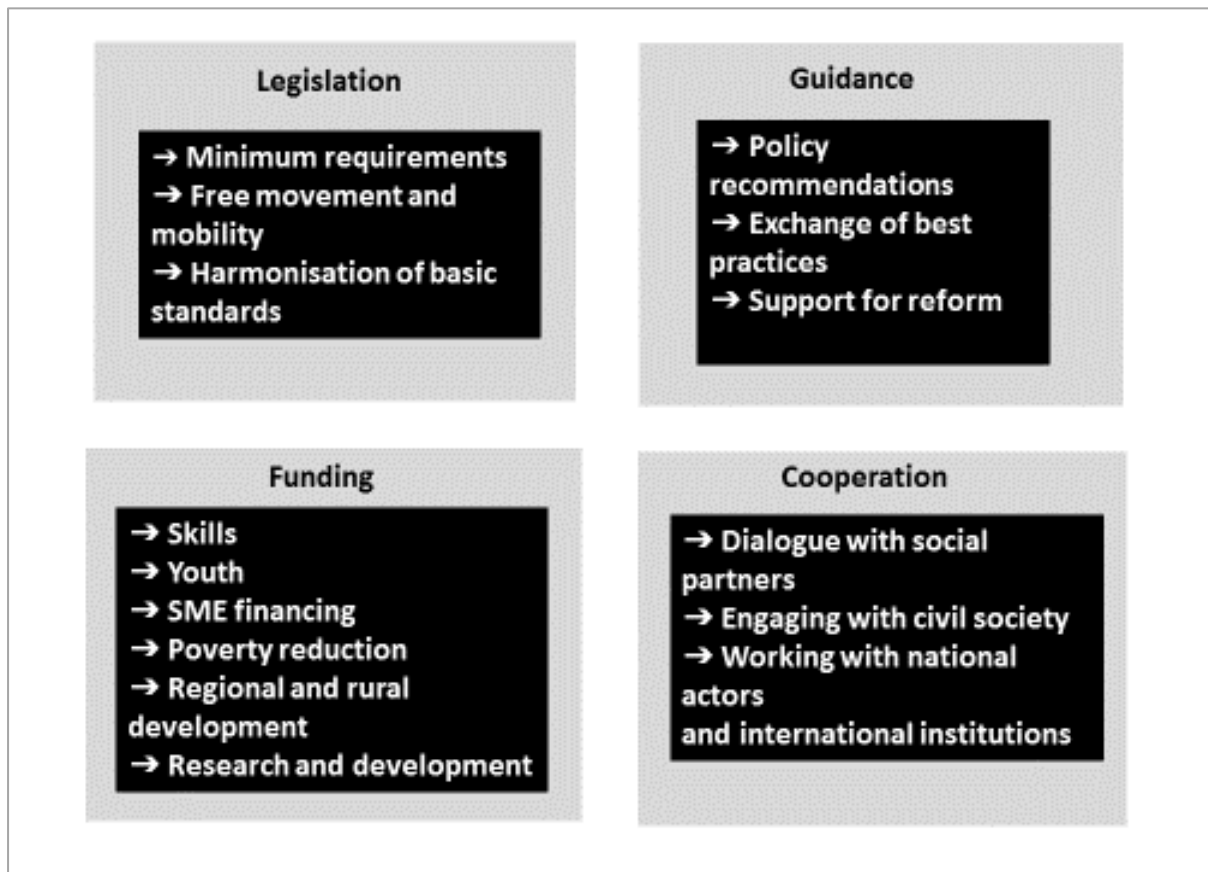 Legislation
→ Minimum requirements
→ Free movement and
mobility
→ Harmonisation of basic
standards
Guidance
→ Policy
recommendations
→ Exchange of best
practices
→ Support for reform
Funding
→ Skills
→ Youth
→ SME financing
→ Poverty reduction
→ Regional and rural
development
→ Research and development
Cooperation
→ Dialogue with social
partners
→ Engaging with civil society
→ Working with national
actors
and international institutions